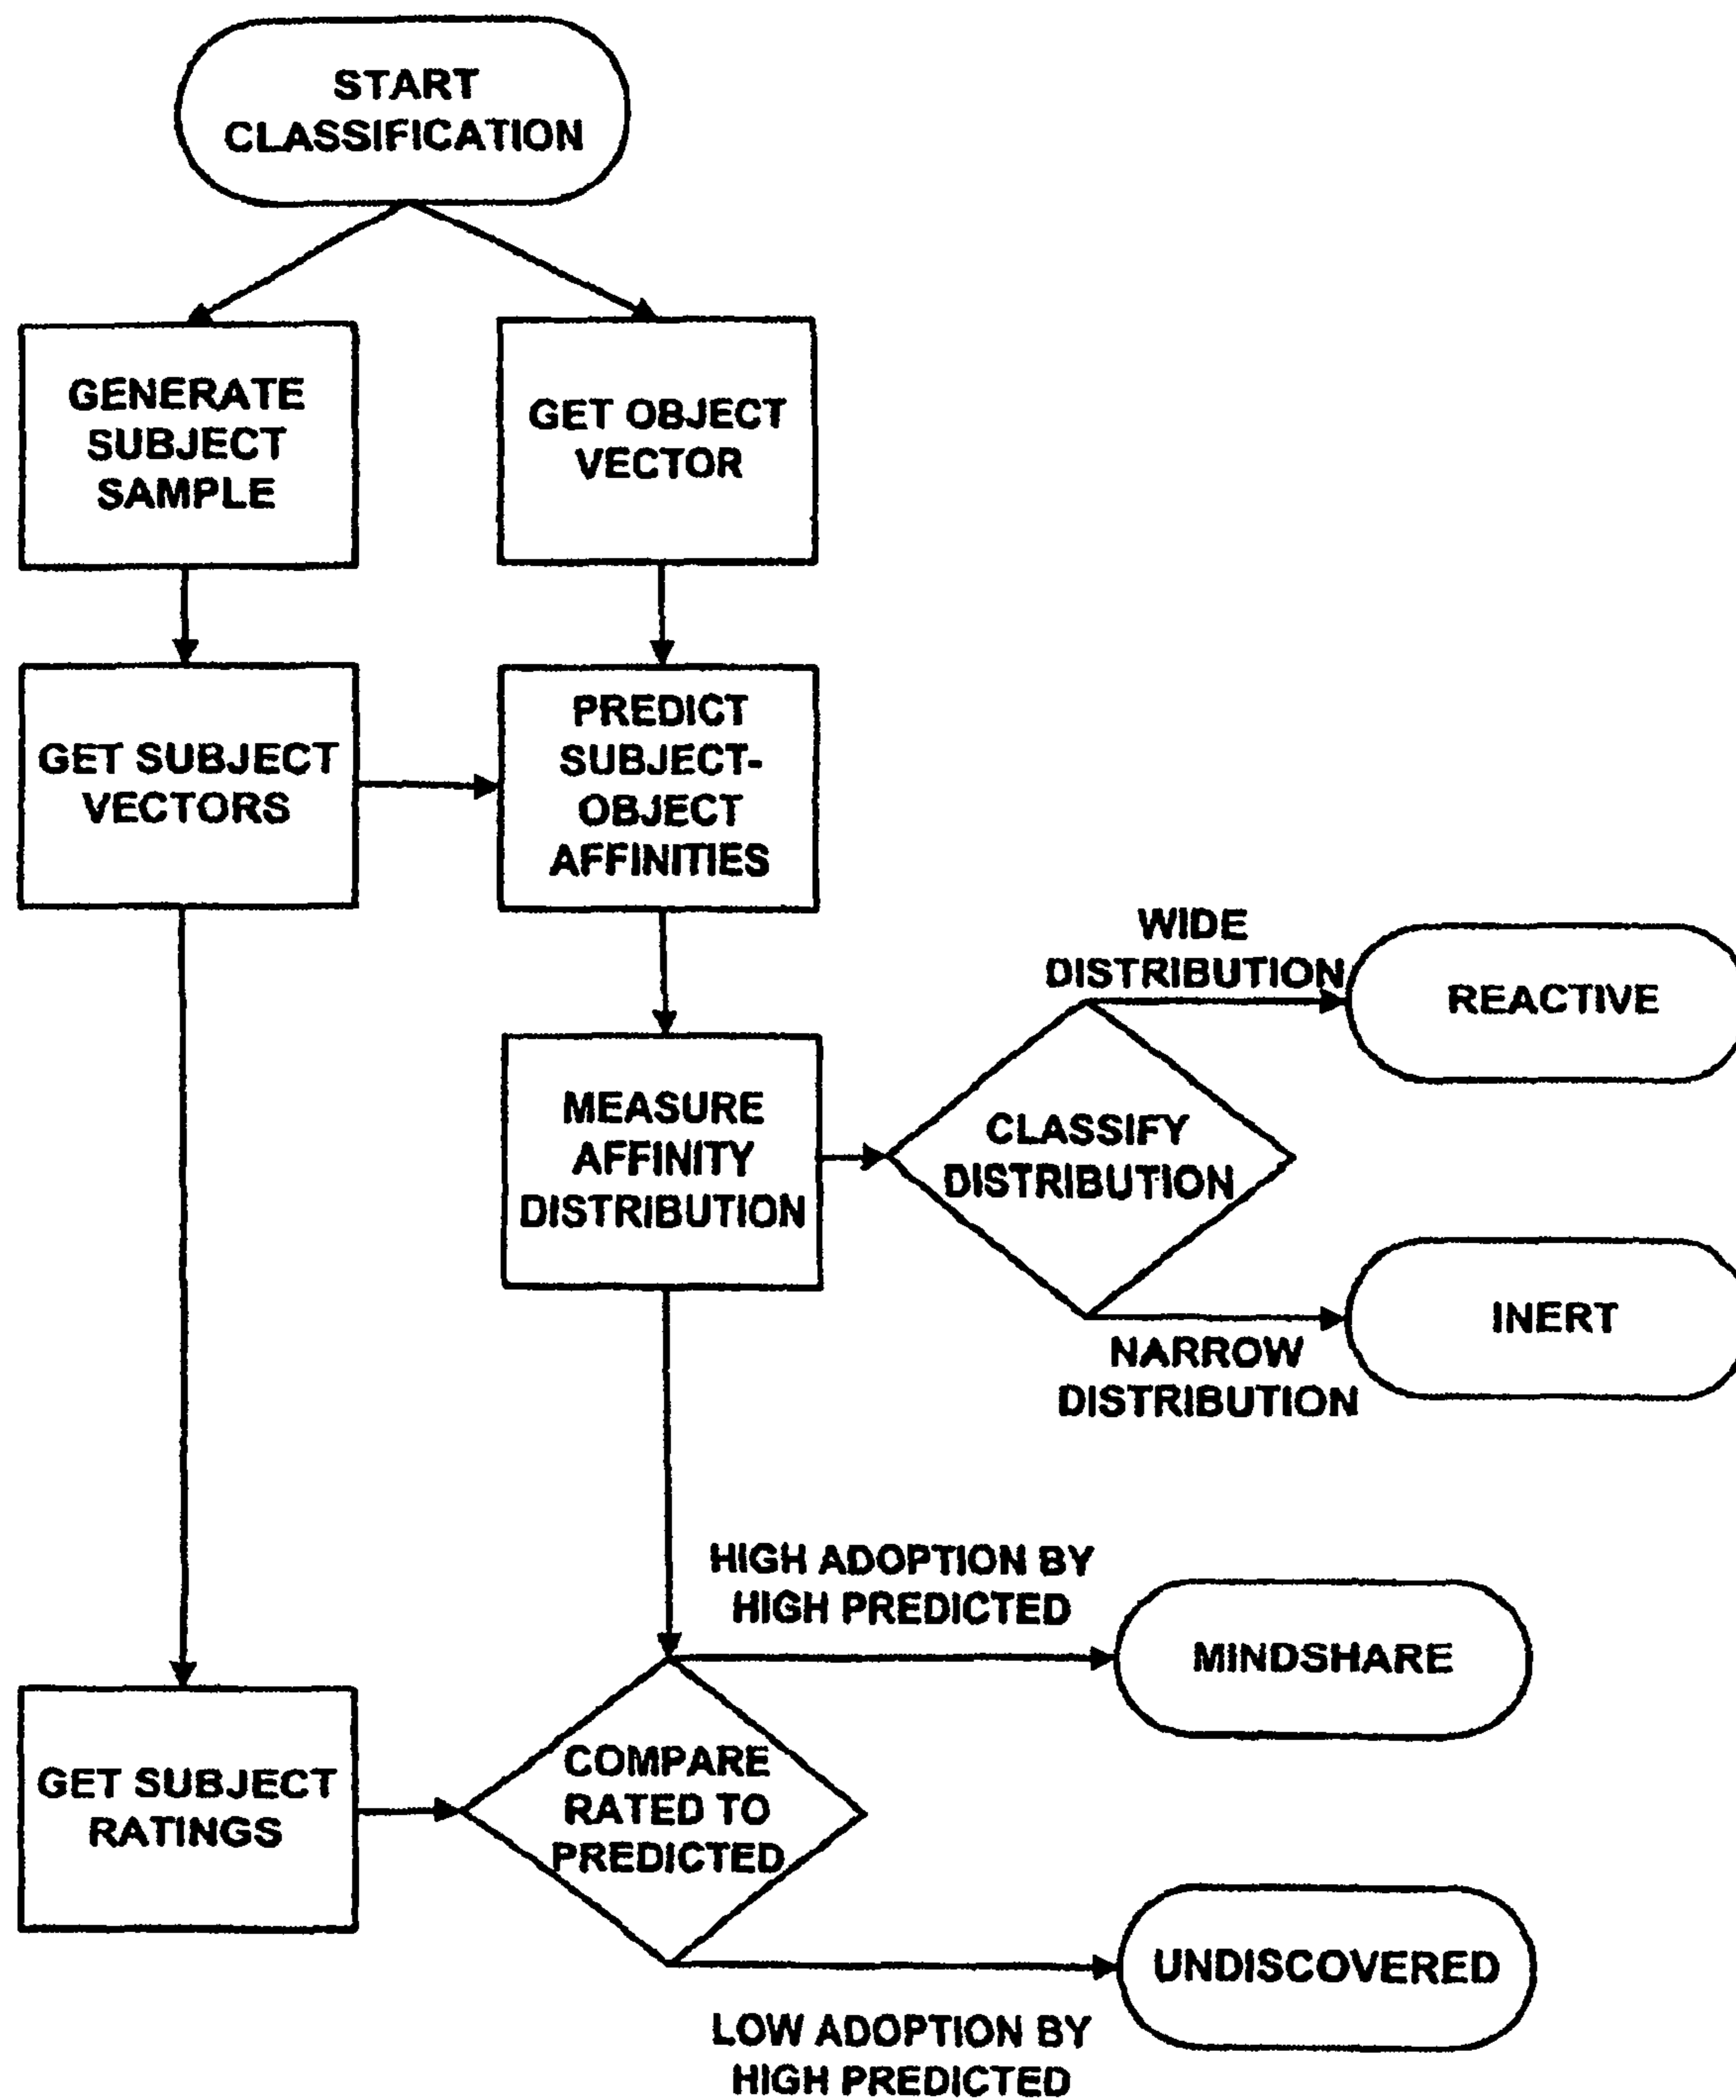 START
CLASSIFICATION
GENERATE
SUBJECT
SAMPLE
GET OBJECT
VECTOR
GET SUBJECT
VECTORS
PREDICT
SUBJECT-
OBJECT
AFFINITIES
MEASURE
AFFINITY
DISTRIBUTION
CLASSIFY
DISTRIBUTION
WIDE
DISTRIBUTION
REACTIVE
NARROW
DISTRIBUTION
INERT
GET SUBJECT
RATINGS
COMPARE
RATED TO
PREDICTED
HIGH ADOPTION BY
HIGH PREDICTED
MINDSHARE
LOW ADOPTION BY
HIGH PREDICTED
UNDISCOVERED